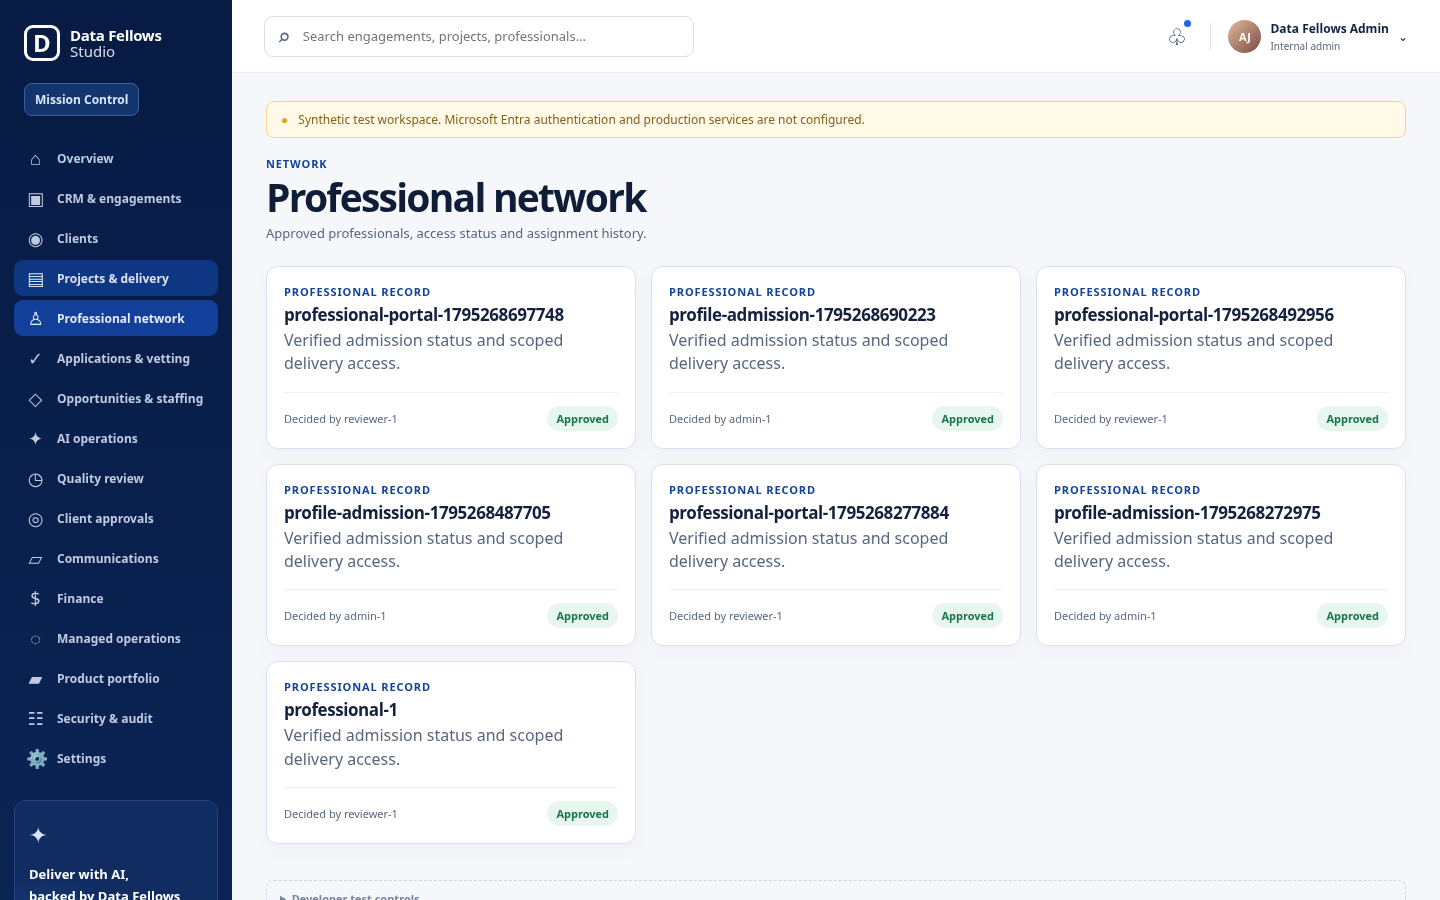 D
Data Fellows
Studio
Mission Control
Overview
CRM & engagements
Clients
Projects & delivery
Professional network
Applications & vetting
Opportunities & staffing
AI operations
Quality review
Client approvals
Communications
$ Finance
Managed operations
Product portfolio
Security & audit
Settings
Deliver with AI,
backed by Data Fellows
Search engagements, projects, professionals...
AJ
Data Fellows Admin
Internal admin
Synthetic test workspace. Microsoft Entra authentication and production services are not configured.
NETWORK
Professional network
Approved professionals, access status and assignment history.
PROFESSIONAL RECORD
professional-portal-1795268697748
Verified admission status and scoped
delivery access.
Decided by reviewer-1
Approved
PROFESSIONAL RECORD
profile-admission-1795268690223
Verified admission status and scoped
delivery access.
Decided by admin-1
Approved
PROFESSIONAL RECORD
professional-portal-1795268492956
Verified admission status and scoped
delivery access.
Decided by reviewer-1
Approved
PROFESSIONAL RECORD
profile-admission-1795268487705
Verified admission status and scoped
delivery access.
Decided by admin-1
Approved
PROFESSIONAL RECORD
professional-portal-1795268277884
Verified admission status and scoped
delivery access.
Decided by reviewer-1
Approved
PROFESSIONAL RECORD
profile-admission-1795268272975
Verified admission status and scoped
delivery access.
Decided by admin-1
Approved
PROFESSIONAL RECORD
professional-1
Verified admission status and scoped
delivery access.
Decided by reviewer-1
Approved
Developer test controls